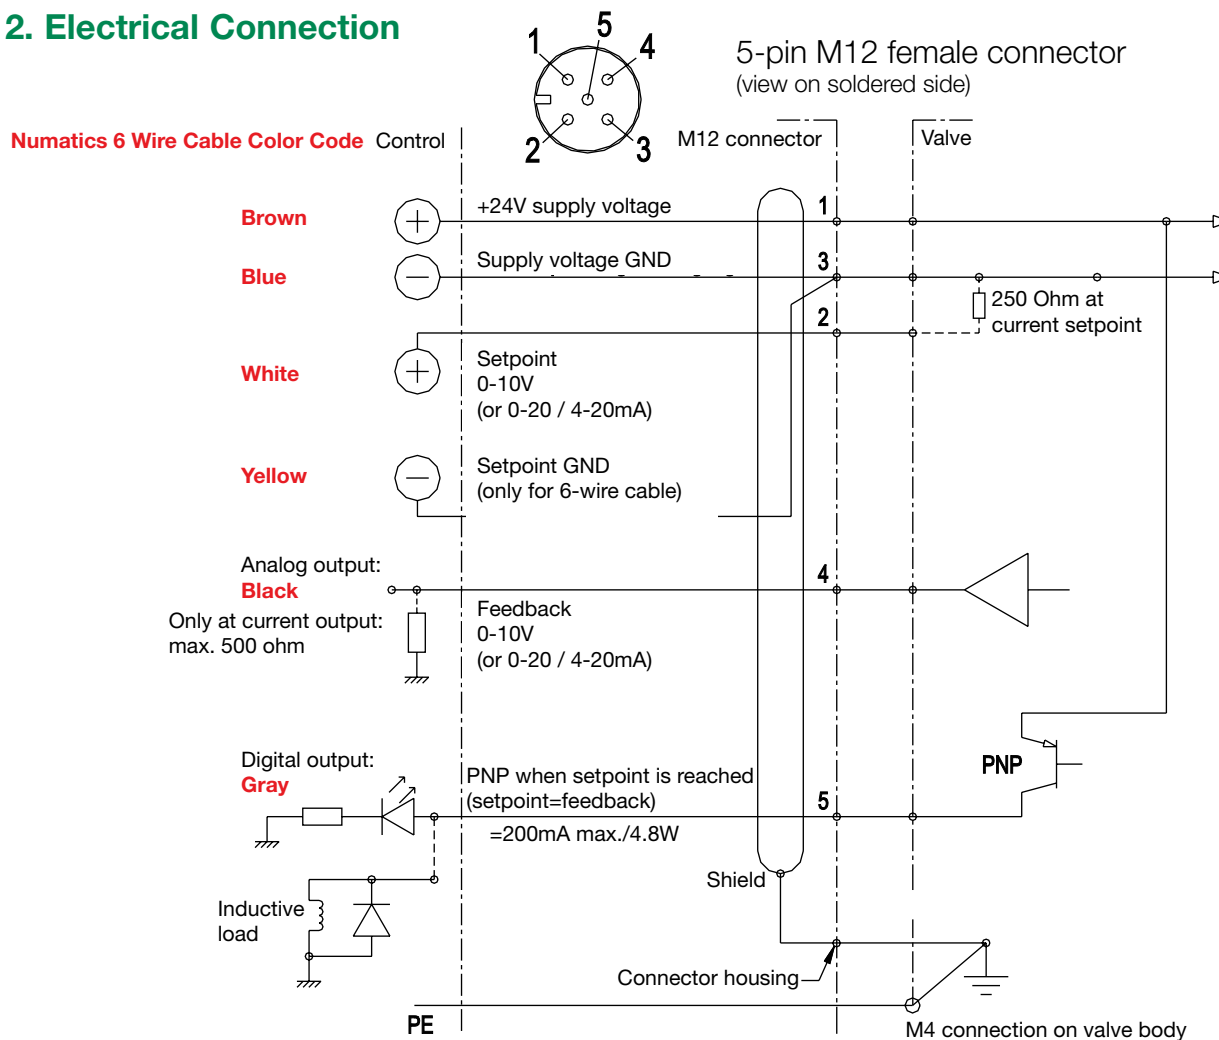 2. Electrical Connection
1
5
4
2
3
5-pin M12 female connector
(view on soldered side)
Numatics 6 Wire Cable Color Code
Control
M12 connector
Valve
Brown
+24V supply voltage
1
Blue
Supply voltage GND
3
250 Ohm at
current setpoint
2
White
Setpoint
0-10V
(or 0-20 / 4-20mA)
Yellow
Setpoint GND
(only for 6-wire cable)
Analog output:
Black
4
Only at current output:
max. 500 ohm
Feedback
0-10V
(or 0-20 / 4-20mA)
Digital output:
Gray
PNP when setpoint is reached
(setpoint=feedback)
=200mA max./4.8W
5
PNP
Inductive
load
Shield
Connector housing
PE
M4 connection on valve body